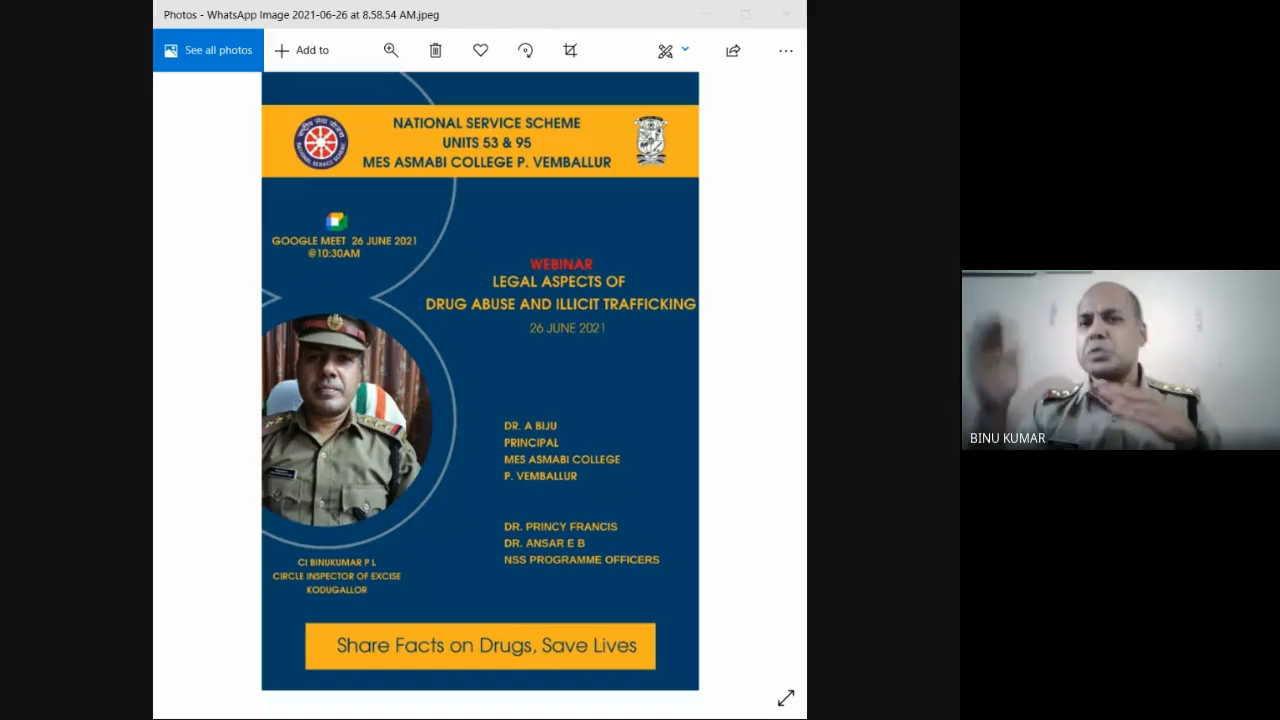 Photos - WhatsApp Image 2021-06-26 at 8.58.54 AM.jpeg
See all photos
Add to
NATIONAL SERVICE SCHEME
UNITS 53 & 95
MES ASMABI COLLEGE P. VEMBALLUR
GOOGLE MEET 26 JUNE 2021
@10:30AM
WEBINAR
LEGAL ASPECTS OF
DRUG ABUSE AND ILLICIT TRAFFICKING
26 JUNE 2021
DR. A BIJU
PRINCIPAL
MES ASMABI COLLEGE
P. VEMBALLUR
DR. PRINCY FRANCIS
DR. ANSAR E B
NSS PROGRAMME OFFICERS
CI BINUKUMAR P L
CIRCLE INSPECTOR OF EXCISE
KODUGALLOR
Share Facts on Drugs, Save Lives
BINU KUMAR